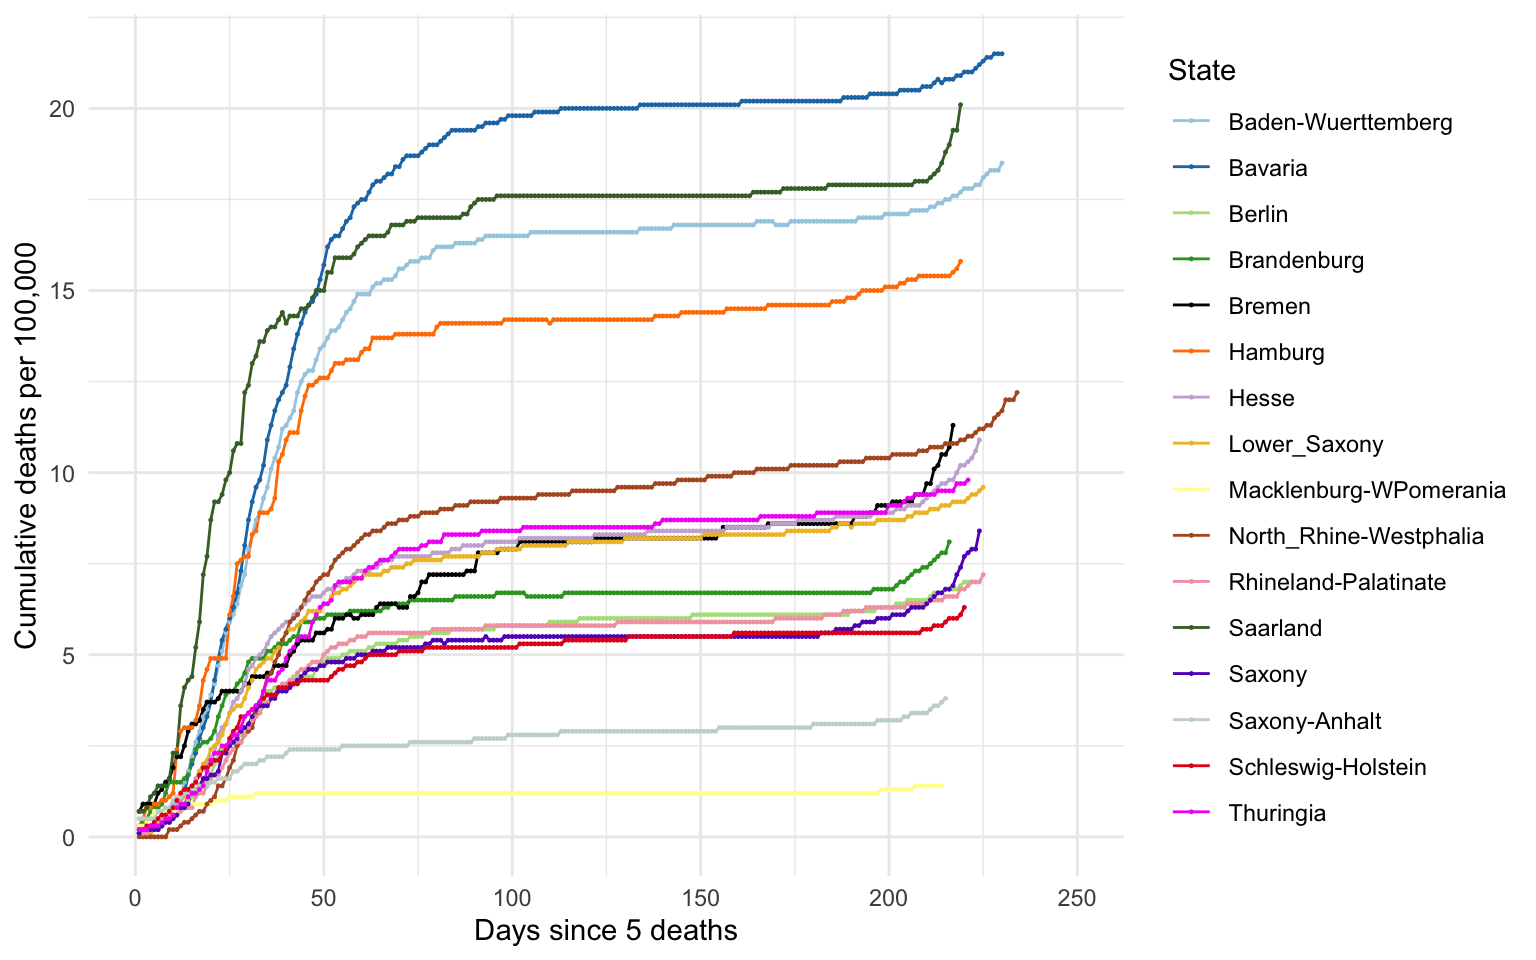 Cumulative deaths per 100,000
20
15
10
5
0
0 50 100 150 200 250
Days since 5 deaths
State
Baden-Wuerttemberg
Bavaria
Berlin
Brandenburg
Bremen
Hamburg
Hesse
Lower_Saxony
Macklenburg-WPomerania
North_Rhine-Westphalia
Rhineland-Palatinate
Saarland
Saxony
Saxony-Anhalt
Schleswig-Holstein
Thuringia